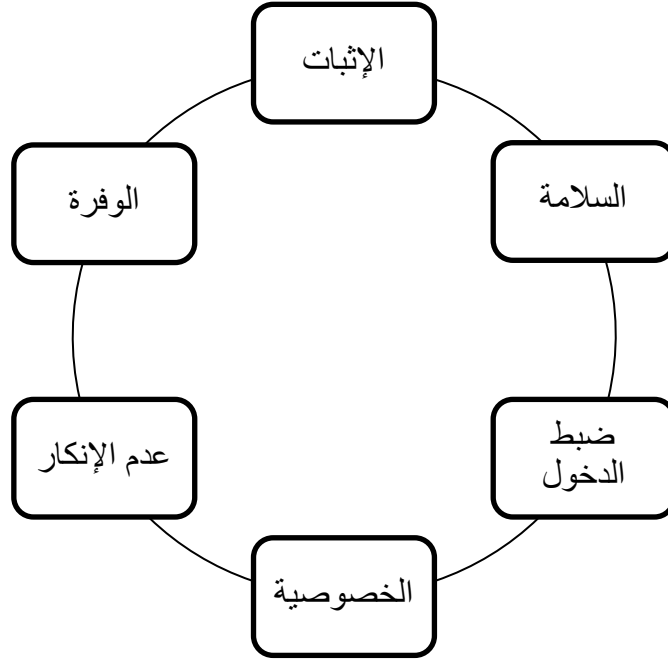 الإثبات
السلامة
ضبط
الدخول
الخصوصية
عدم الإنكار
الوفرة